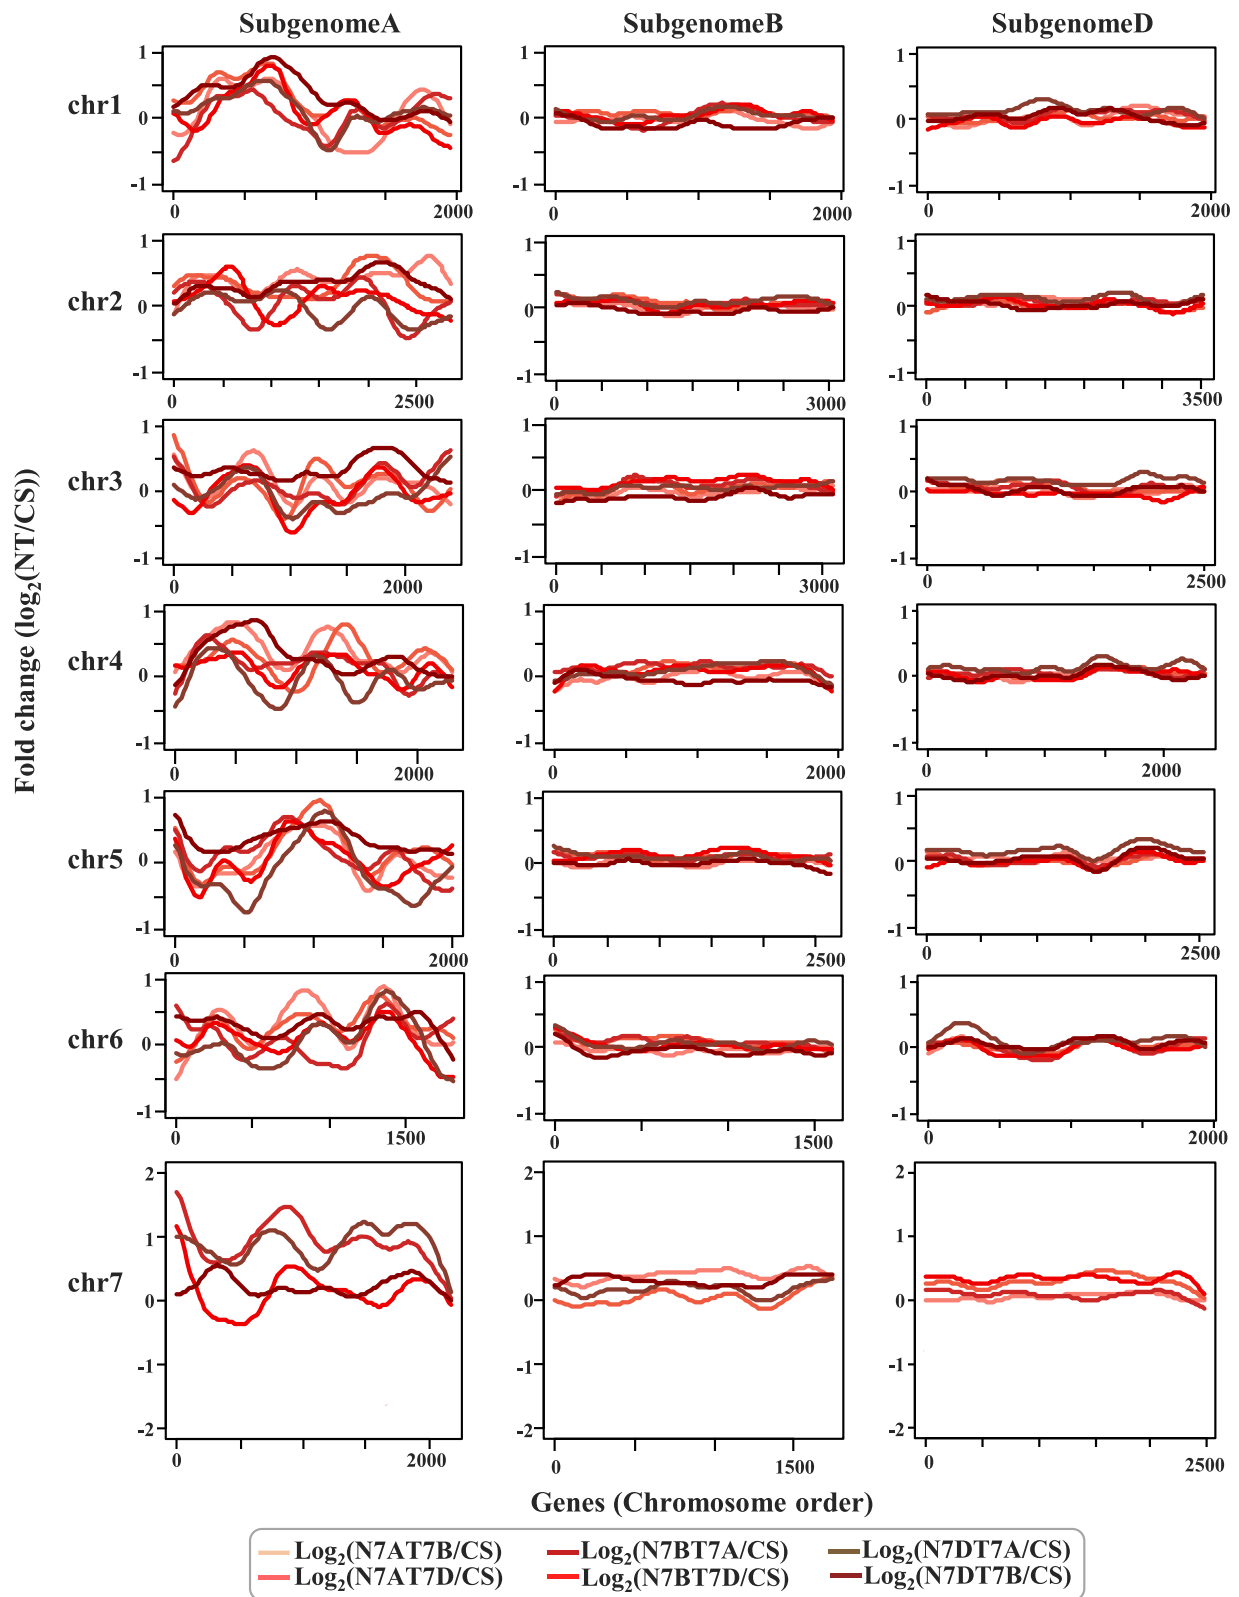 SubgenomeA SubgenomeB SubgenomeD
chr1
1 0 -1 0 2000
1 0 -1 0 2000
1 0 -1 0 2000
chr2
1 0 -1 0 2500
1 0 -1 0 3000
1 0 -1 0 3500
chr3
1 0 -1 0 2000
1 0 -1 0 3000
1 0 -1 0 2500
chr4
1 0 -1 0 2000
1 0 -1 0 2000
1 0 -1 0 2000
chr5
1 0 -1 0 2000
1 0 -1 0 2500
1 0 -1 0 2500
chr6
1 0 -1 0 1500
1 0 -1 0 1500
1 0 -1 0 2000
chr7
2 1 0 -1 -2 0 2000
2 1 0 -1 -2 0 1500
2 1 0 -1 -2 0 2500
Fold change (log₂(NT/CS))
Genes (Chromosome order)
Log₂(N7AT7B/CS) Log₂(N7BT7A/CS) Log₂(N7DT7A/CS)
Log₂(N7AT7D/CS) Log₂(N7BT7D/CS) Log₂(N7DT7B/CS)